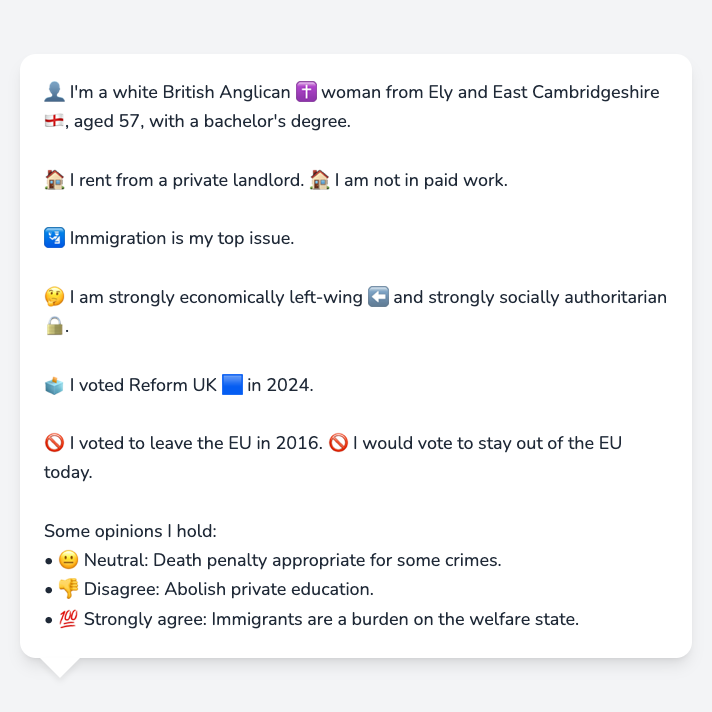 👤 I'm a white British Anglican ✝️ woman from Ely and East Cambridgeshire
🏴󠁧󠁢󠁥󠁮󠁧󠁿, aged 57, with a bachelor's degree.
🏠 I rent from a private landlord. 🏠 I am not in paid work.
🛂 Immigration is my top issue.
🤔 I am strongly economically left-wing ⬅️ and strongly socially authoritarian
🔒.
🗳️ I voted Reform UK 🟦 in 2024.
🚫 I voted to leave the EU in 2016. 🚫 I would vote to stay out of the EU
today.
Some opinions I hold:
• 😐 Neutral: Death penalty appropriate for some crimes.
• 👎 Disagree: Abolish private education.
• 💯 Strongly agree: Immigrants are a burden on the welfare state.